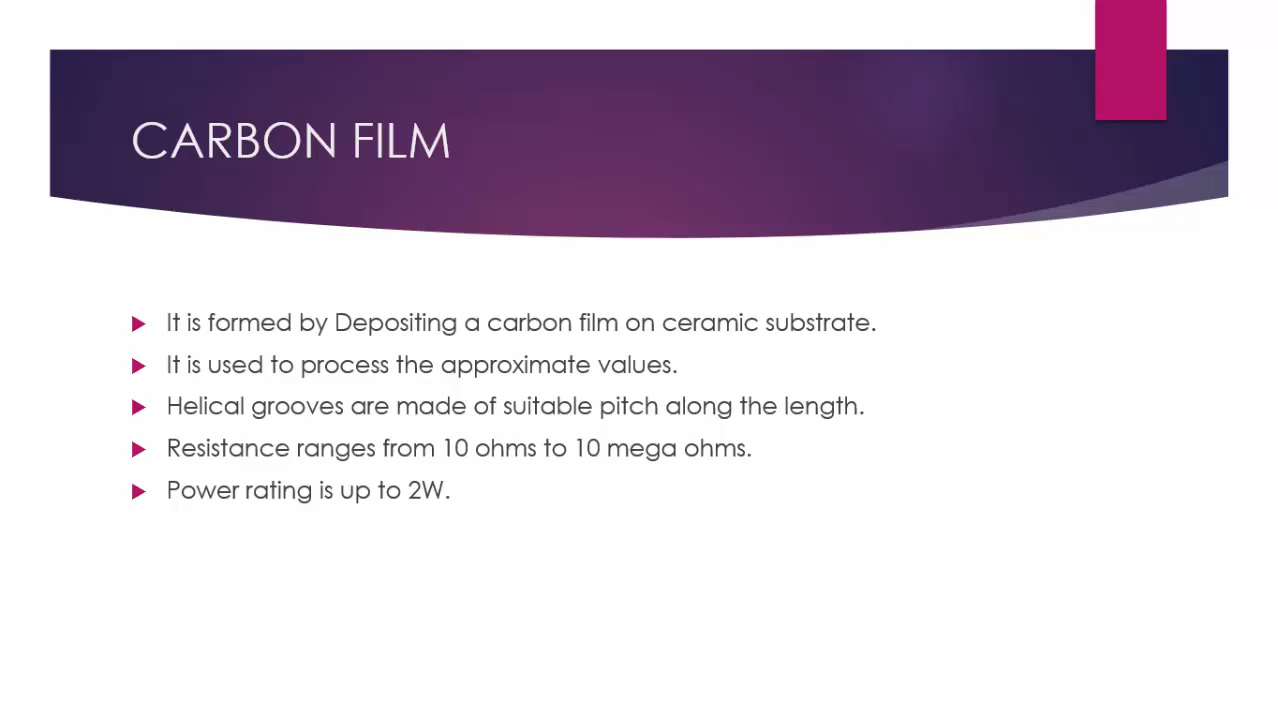 CARBON FILM
It is formed by Depositing a carbon film on ceramic substrate.
It is used to process the approximate values.
Helical grooves are made of suitable pitch along the length.
Resistance ranges from 10 ohms to 10 mega ohms.
Power rating is up to 2W.